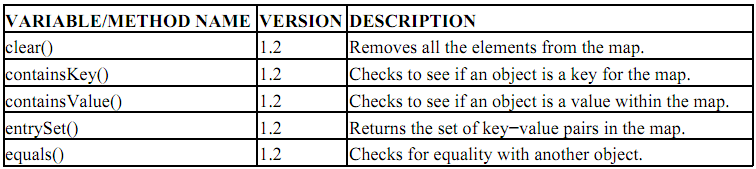 VARIABLE/METHOD NAME VERSION DESCRIPTION
clear() 1.2 Removes all the elements from the map.
containsKey() 1.2 Checks to see if an object is a key for the map.
containsValue() 1.2 Checks to see if an object is a value within the map.
entrySet() 1.2 Returns the set of key−value pairs in the map.
equals() 1.2 Checks for equality with another object.